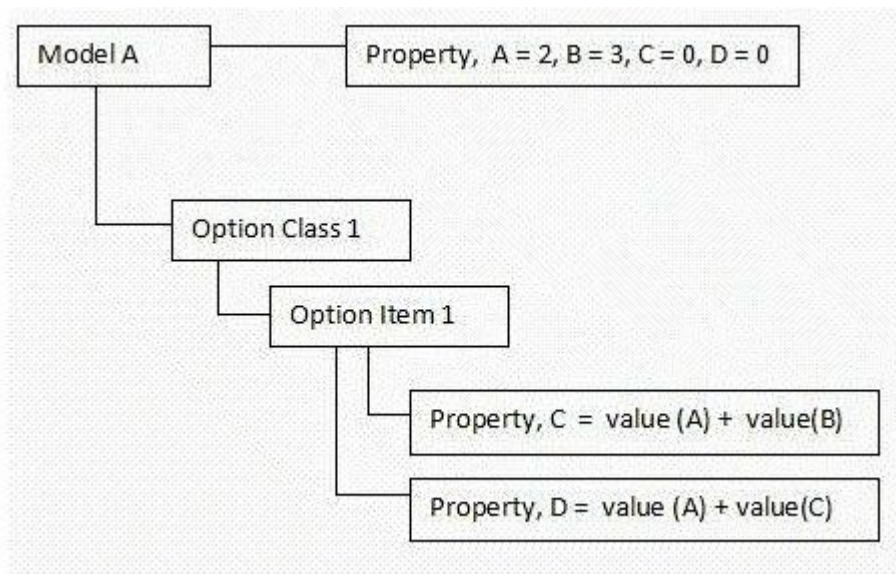 Model A
Property, A = 2, B = 3, C = 0, D = 0
Option Class 1
Option Item 1
Property, C = value (A) + value(B)
Property, D = value (A) + value(C)